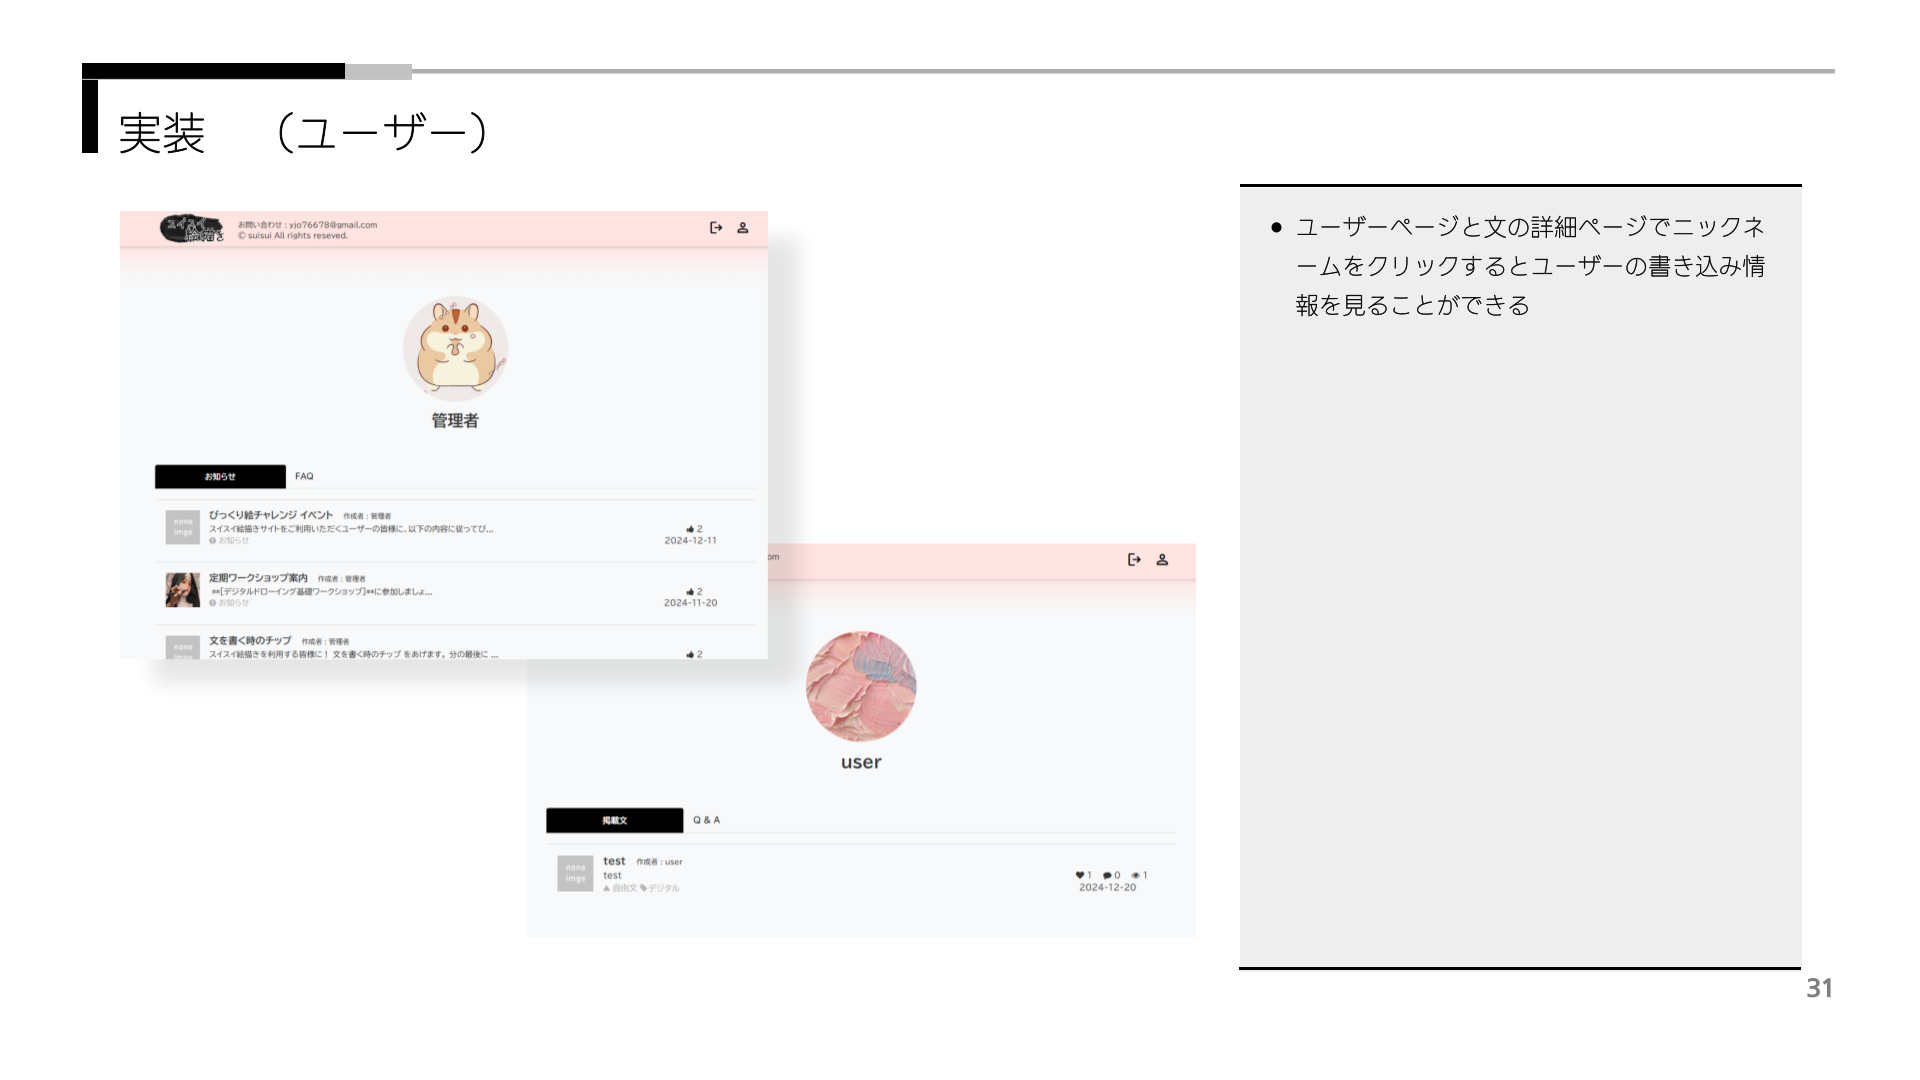 実装　（ユーザー）
スイスイ
絵描き
お問い合わせ : yjo76678@gmail.com
© suisui All rights reseved.
管理者
お知らせ FAQ
none
imge
びっくり絵チャレンジ イベント 作成者 : 管理者
スイスイ絵描きサイトをご利用いただくユーザーの皆様に、以下の内容に従ってび...
お知らせ
2
2024-12-11
定期ワークショップ案内 作成者 : 管理者
**[デジタルドローイング基礎ワークショップ]**に参加しましょ...
お知らせ
2
2024-11-20
none
imge
文を書く時のチップ 作成者 : 管理者
スイスイ絵描きを利用する皆様に！ 文を書く時のチップ をあげます。分の最後に ...
2
om
user
掲載文 Q & A
none
imge
test 作成者 : user
test
自由文 デジタル
1 0 1
2024-12-20
● ユーザーページと文の詳細ページでニックネ
ームをクリックするとユーザーの書き込み情
報を見ることができる
31